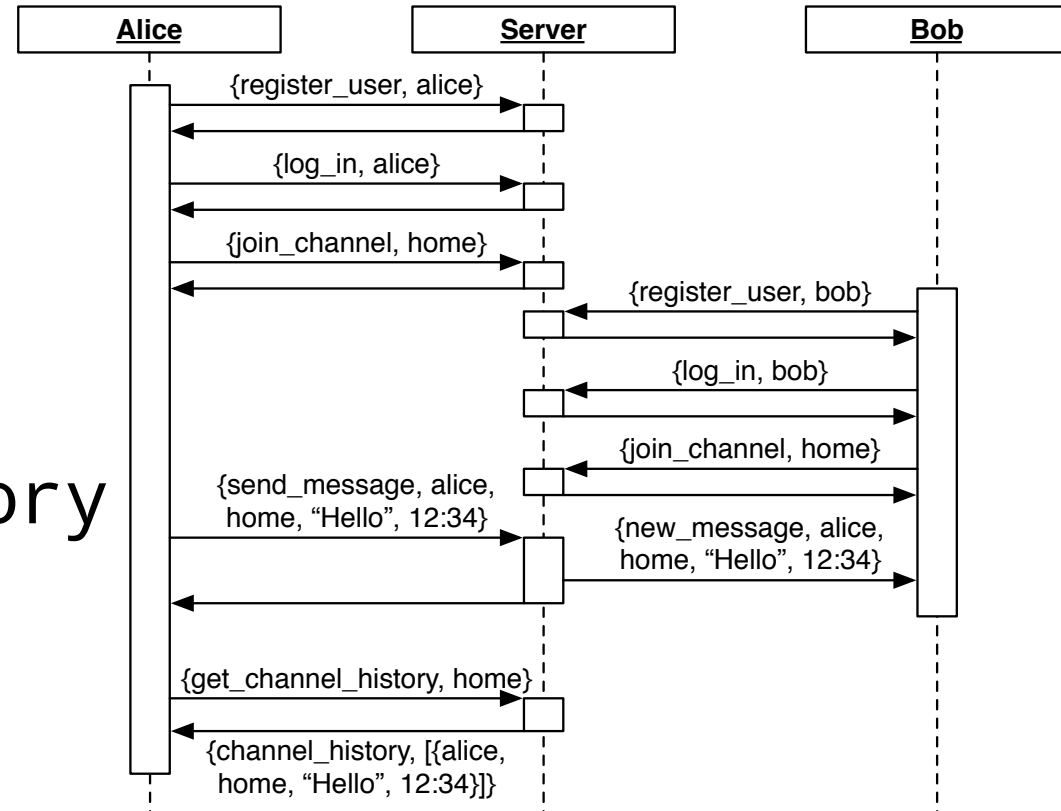 Alice
Server
Bob
{register_user, alice}
{log_in, alice}
{join_channel, home}
{register_user, bob}
{log_in, bob}
{join_channel, home}
ory
{send_message, alice,
home, “Hello”, 12:34}
{new_message, alice,
home, “Hello”, 12:34}
{get_channel_history, home}
{channel_history, [{alice,
home, “Hello”, 12:34}]}